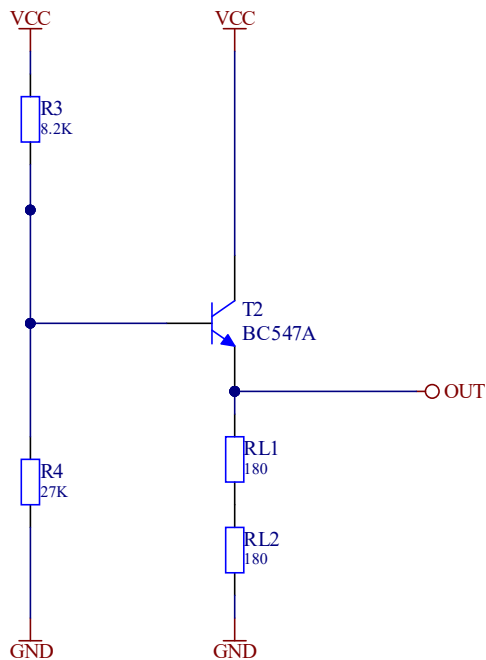 VCC
VCC
R3
8.2K
T2
BC547A
OUT
RL1
180
R4
27K
RL2
180
GND
GND